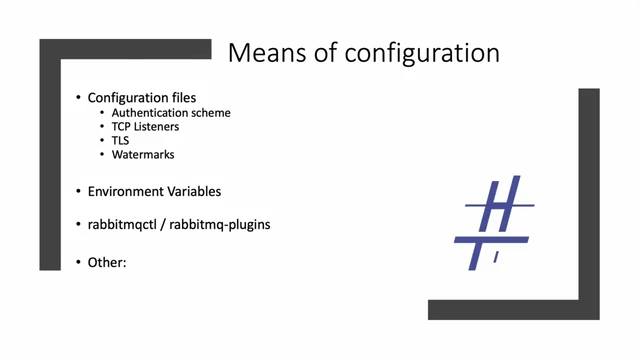 Means of configuration
• Configuration files
• Authentication scheme
• TCP Listeners
• TLS
• Watermarks
• Environment Variables
• rabbitmqctl / rabbitmq-plugins
• Other: